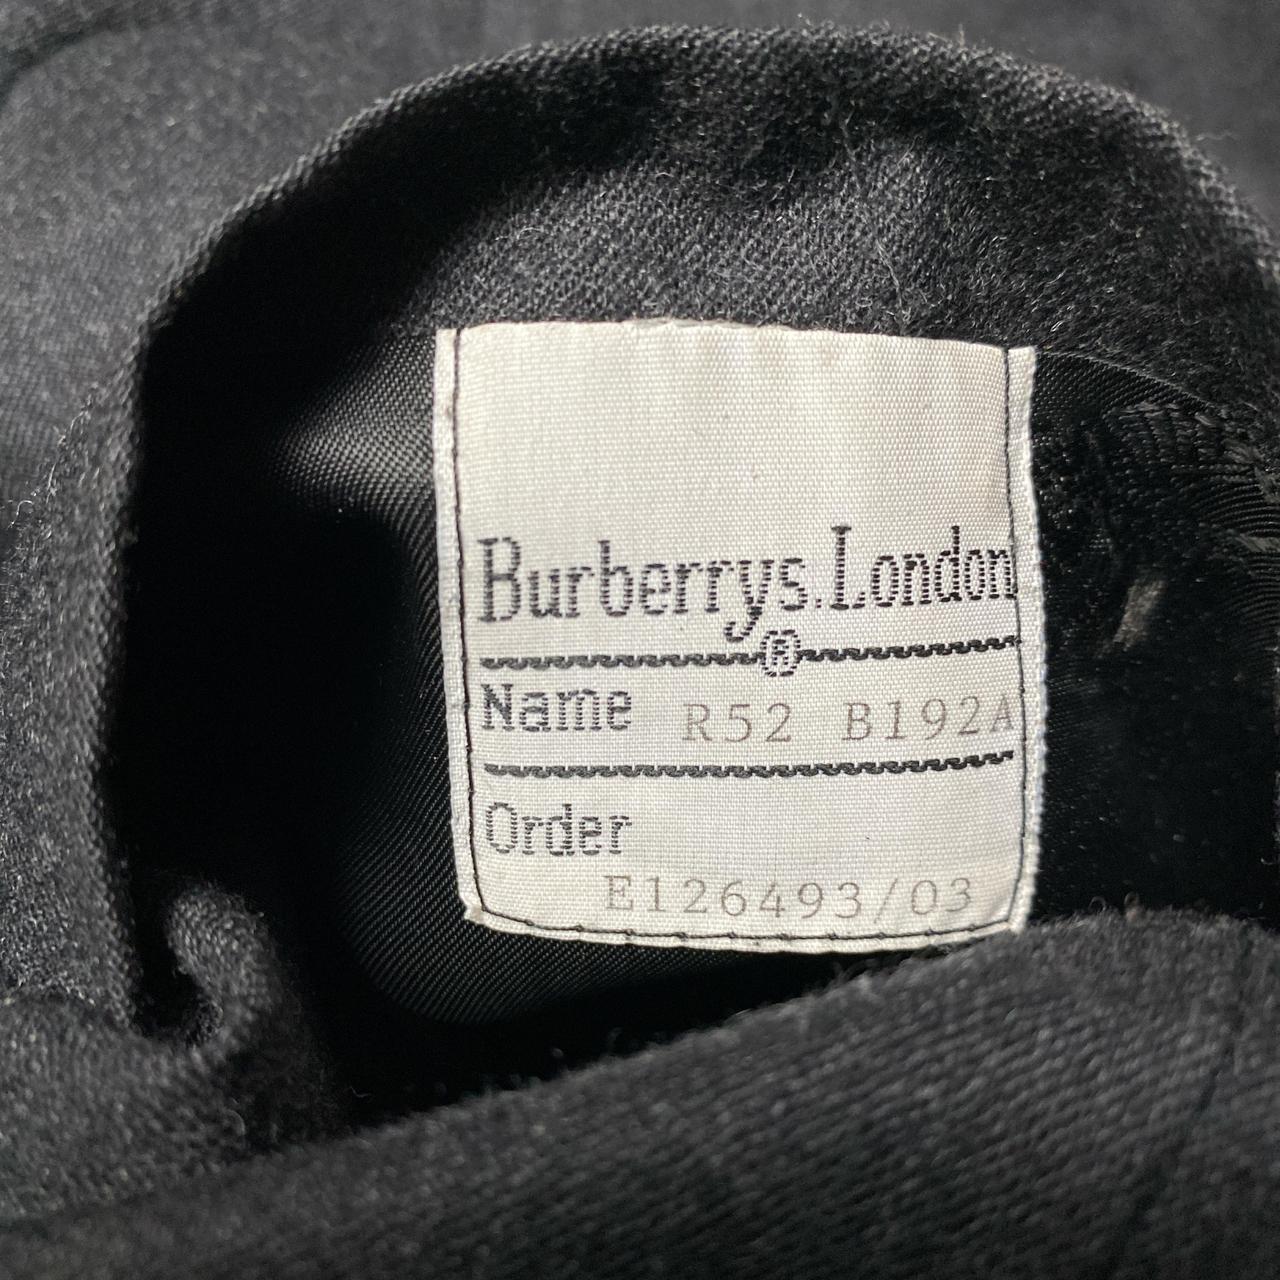 Burberrys.London
®
Name R52 B192A
Order
E126493/03